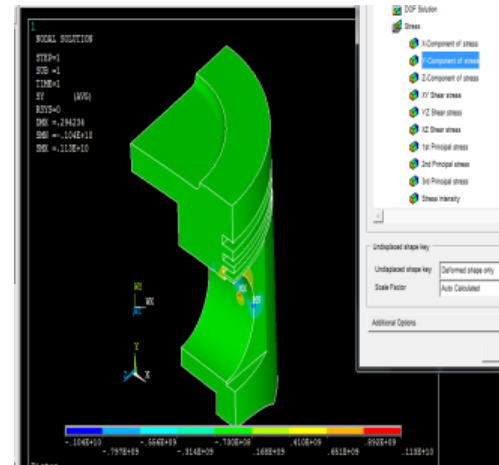 1
NODAL SOLUTION
STEP=1
SUB =1
TIME=1
SY (AVG)
RSYS=0
DMX =.294234
SMN =-.104E+10
SMX =.113E+10
MX
MN
WY
WX
Y
Z
X
-.104E+10
-.797E+09
-.556E+09
-.314E+09
-.730E+08
.168E+09
.410E+09
.651E+09
.892E+09
.113E+10
DOF Solution
Stress
X-Component of stress
Y-Component of stress
Z-Component of stress
XY Shear stress
YZ Shear stress
XZ Shear stress
1st Principal stress
2nd Principal stress
3rd Principal stress
Stress intensity
Undisplaced shape key
Undisplaced shape key Deformed shape only
Scale Factor Auto Calculated
Additional Options